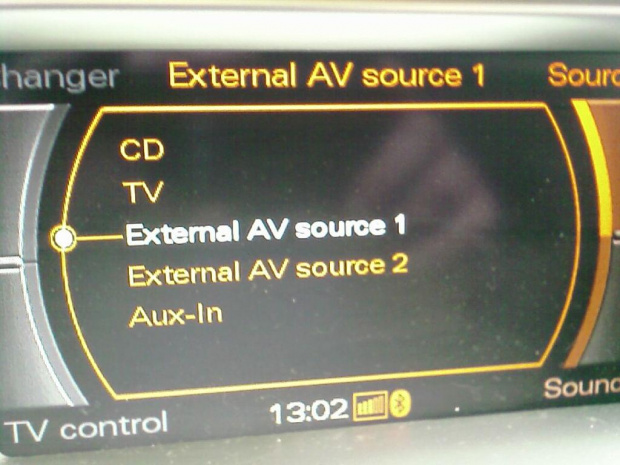 hanger External AV source 1 Sourc
CD
TV
External AV source 1
External AV source 2
Aux-In
TV control 13:02 Sound